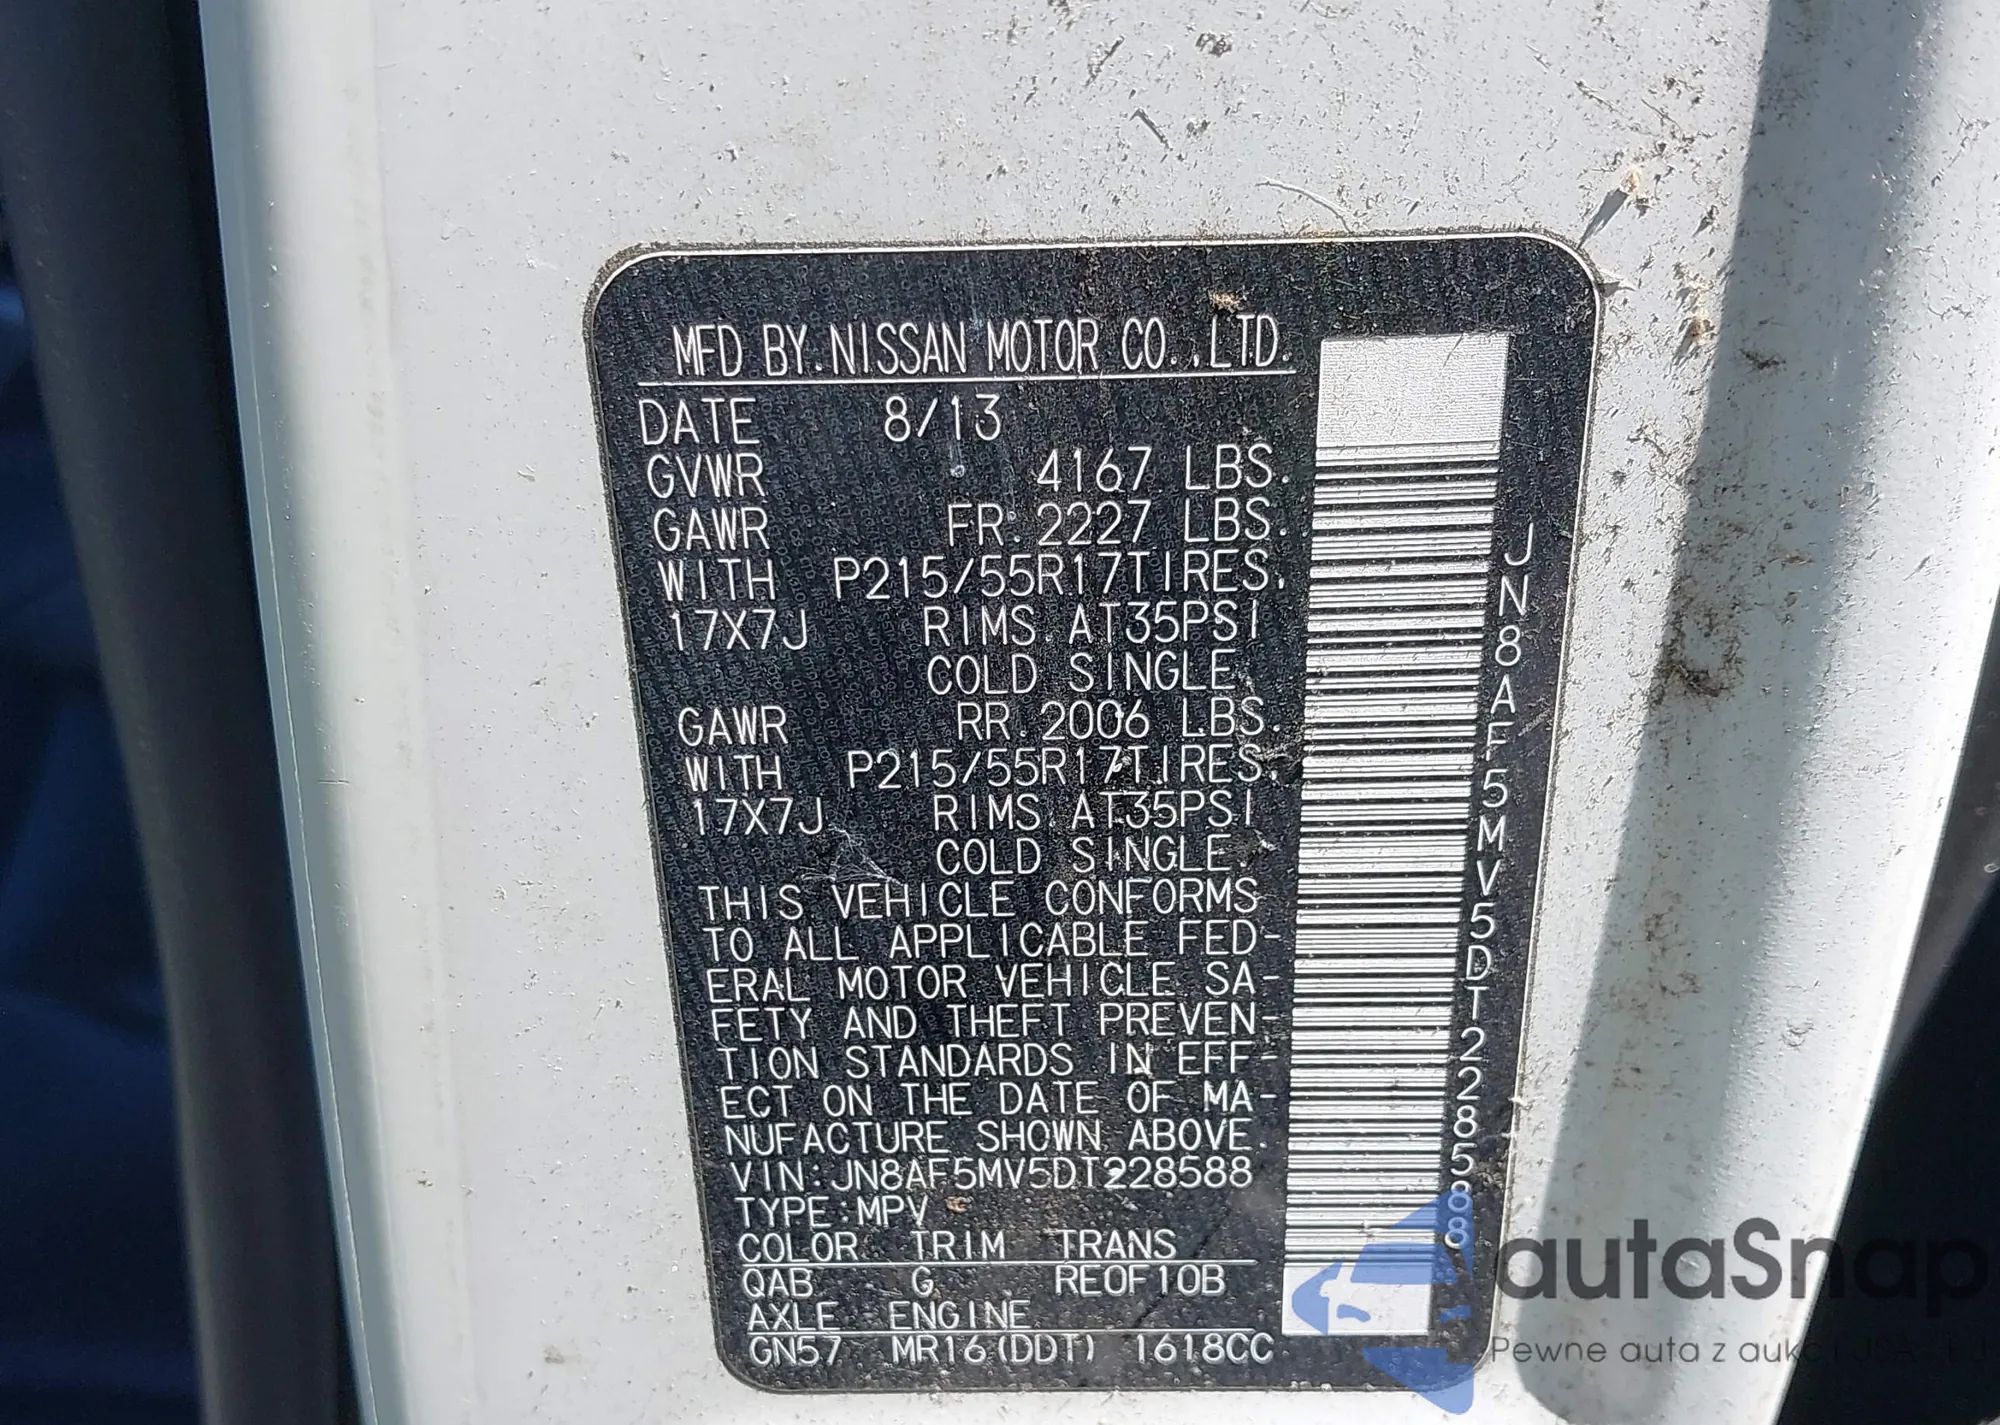 MFD BY.NISSAN MOTOR CO.,LTD.
DATE 8/13
GVWR 4167 LBS.
GAWR FR. 2227 LBS.
WITH P215/55R17TIRES.
17X7J RIMS. AT35PSI
COLD SINGLE.
GAWR RR. 2006 LBS.
WITH P215/55R17TIRES.
17X7J RIMS. AT35PSI
COLD SINGLE.
THIS VEHICLE CONFORMS
TO ALL APPLICABLE FED-
ERAL MOTOR VEHICLE SA-
FETY AND THEFT PREVEN-
TION STANDARDS IN EFF-
ECT ON THE DATE OF MA-
NUFACTURE SHOWN ABOVE.
VIN:JN8AF5MV5DT228588
TYPE:MPV
COLOR TRIM TRANS
QAB G RE0F10B
AXLE ENGINE
GN57 MR16(DDT) 1618CC
JN8AF5MV5DT228588
autaSnap
Pewne auta z aukcji